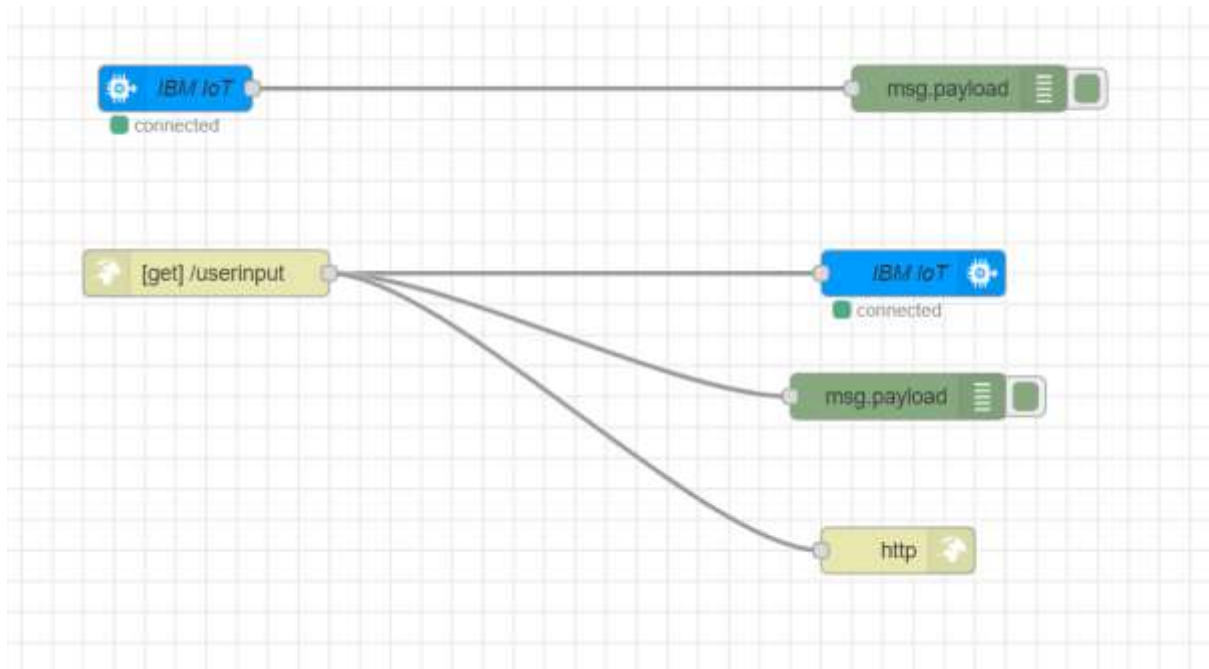 IBM IoT
msg.payload
connected
[get] /userinput
IBM IoT
connected
msg.payload
http